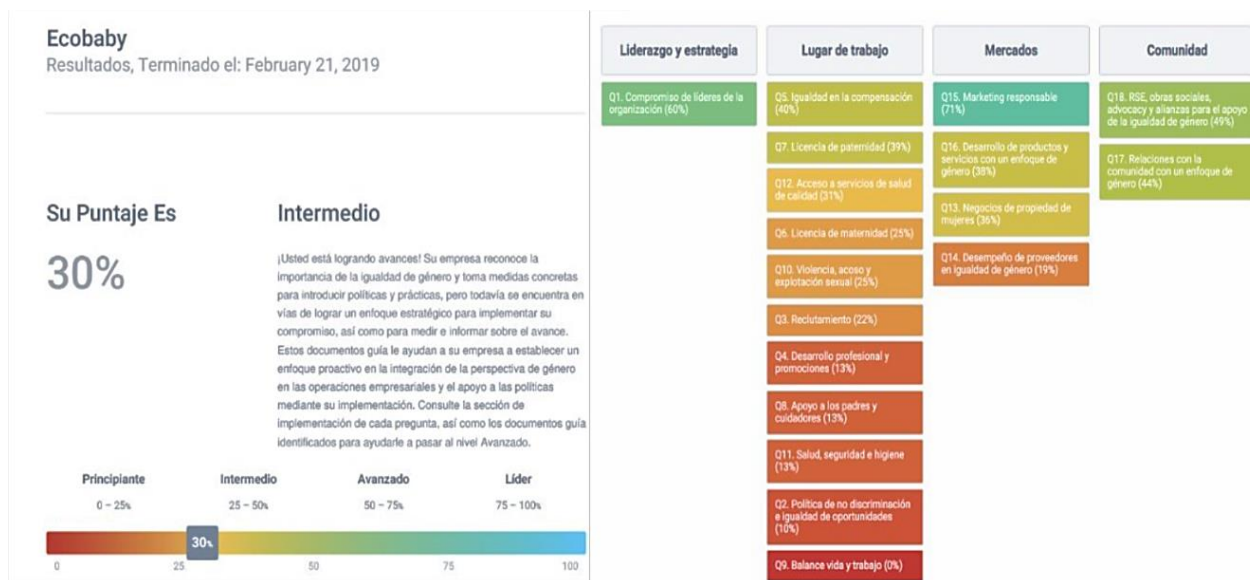 Ecobaby
Resultados, Terminado el: February 21, 2019
Su Puntaje Es
30%
Intermedio
¡Usted está logrando avances! Su empresa reconoce la
importancia de la igualdad de género y toma medidas concretas
para introducir políticas y prácticas, pero todavía se encuentra en
vías de lograr un enfoque estratégico para implementar su
compromiso, así como para medir e informar sobre el avance.
Estos documentos guía le ayudan a su empresa a establecer un
enfoque proactivo en la integración de la perspectiva de género
en las operaciones empresariales y el apoyo a las políticas
mediante su implementación. Consulte la sección de
implementación de cada pregunta, así como los documentos guía
identificados para ayudarle a pasar al nivel Avanzado.
Principiante
0 – 25%
Intermedio
25 – 50%
Avanzado
50 – 75%
Líder
75 – 100%
30%
0
25
50
75
100
Liderazgo y estrategia
Q1. Compromiso de líderes de la
organización (60%)
Lugar de trabajo
Q5. Igualdad en la compensación
(40%)
Q7. Licencia de paternidad (39%)
Q12. Acceso a servicios de salud
de calidad (31%)
Q6. Licencia de maternidad (25%)
Q10. Violencia, acoso y
explotación sexual (25%)
Q3. Reclutamiento (22%)
Q4. Desarrollo profesional y
promociones (13%)
Q8. Apoyo a los padres y
cuidadores (13%)
Q11. Salud, seguridad e higiene
(13%)
Q2. Política de no discriminación
e igualdad de oportunidades
(10%)
Q9. Balance vida y trabajo (0%)
Mercados
Q15. Marketing responsable
(71%)
Q16. Desarrollo de productos y
servicios con un enfoque de
género (38%)
Q13. Negocios de propiedad de
mujeres (36%)
Q14. Desempeño de proveedores
en igualdad de género (19%)
Comunidad
Q18. RSE, obras sociales,
advocacy y alianzas para el apoyo
de la igualdad de género (49%)
Q17. Relaciones con la
comunidad con un enfoque de
género (44%)